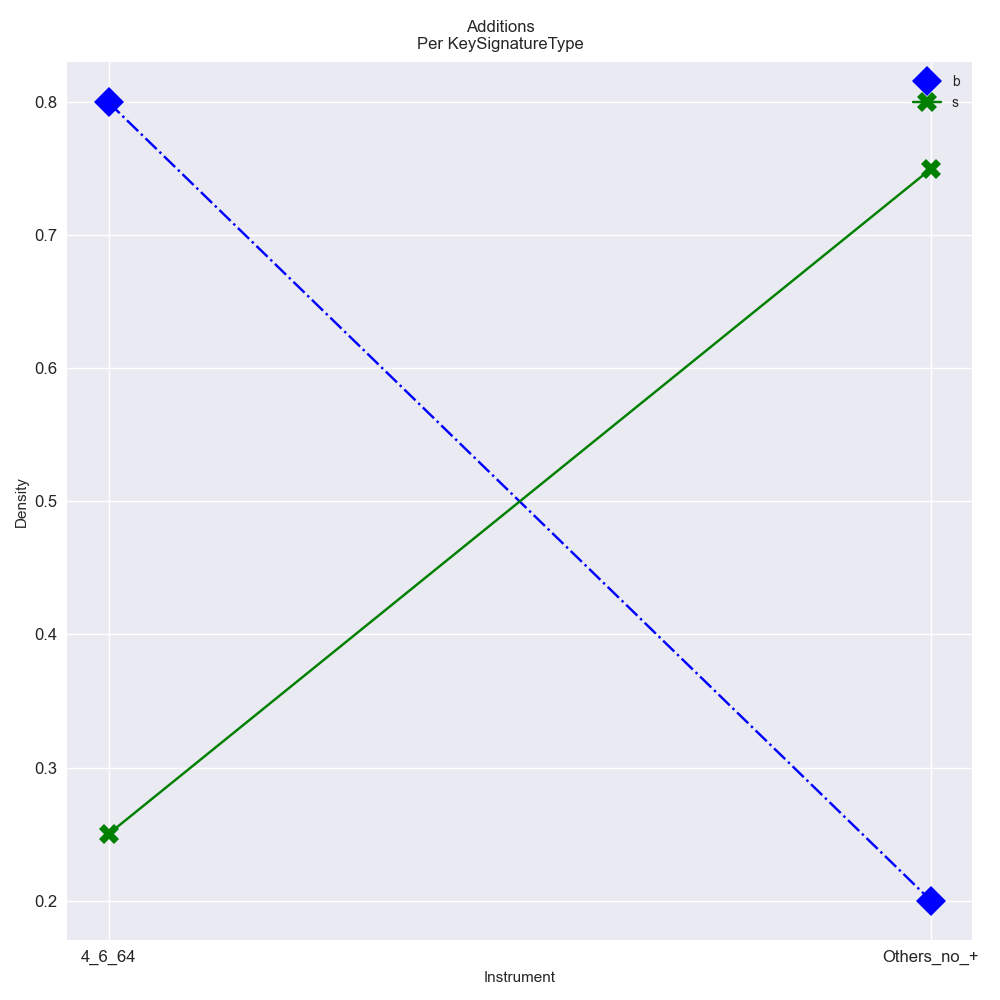 Additions
Per KeySignatureType
b
s
0.8
0.7
0.6
0.5
0.4
0.3
0.2
Density
4_6_64
Others_no_+
Instrument